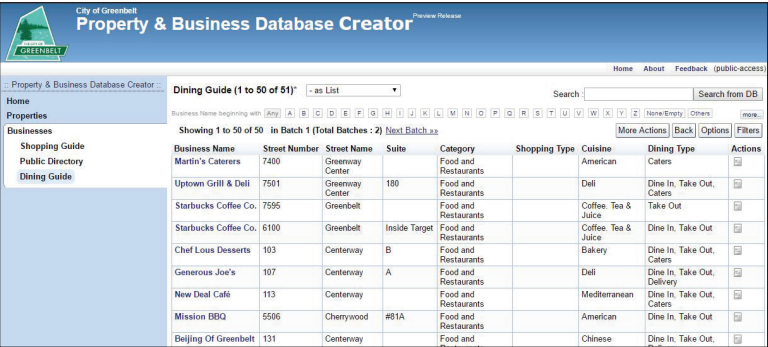 City of Greenbelt
Property & Business Database Creator Preview Release
CITY OF
GREENBELT
Home About Feedback (public-access)
:: Property & Business Database Creator ::
Home
Properties
Businesses
Shopping Guide
Public Directory
Dining Guide
Dining Guide (1 to 50 of 51)* - as List Search : Search from DB
Business Name beginning with Any A B C D E F G H I J K L M N O P Q R S T U V W X Y Z None/Empty Others more..
Showing 1 to 50 of 50 in Batch 1 (Total Batches : 2) Next Batch »» More Actions Back Options Filters
Business Name Street Number Street Name Suite Category Shopping Type Cuisine Dining Type Actions
Martin's Caterers 7400 Greenway Center Food and Restaurants American Caters
Uptown Grill & Deli 7501 Greenway Center 180 Food and Restaurants Deli Dine In, Take Out, Caters
Starbucks Coffee Co. 7595 Greenbelt Food and Restaurants Coffee. Tea & Juice Take Out
Starbucks Coffee Co. 6100 Greenbelt Inside Target Food and Restaurants Coffee. Tea & Juice Dine In, Take Out
Chef Lous Desserts 103 Centerway B Food and Restaurants Bakery Dine In, Take Out, Caters
Generous Joe's 107 Centerway A Food and Restaurants Deli Dine In, Take Out, Delivery
New Deal Café 113 Centerway Food and Restaurants Mediterranean Dine In, Take Out, Caters
Mission BBQ 5506 Cherrywood #81A Food and Restaurants American Dine In, Take Out
Beijing Of Greenbelt 131 Centerway Food and Chinese Dine In, Take Out,